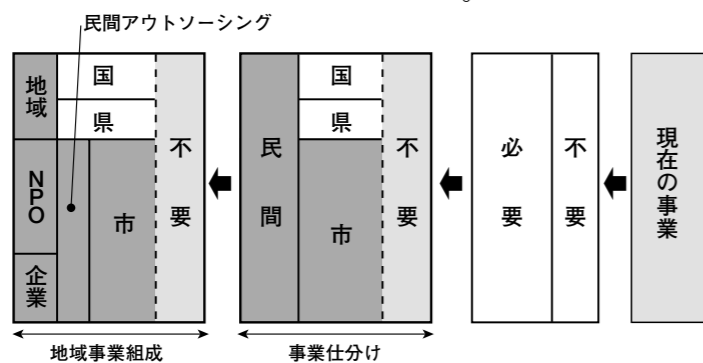 民間アウトソーシング
現在の事業
必要
不要
民間
国
県
市
不要
事業仕分け
地域
NPO
企業
国
県
市
不要
地域事業組成